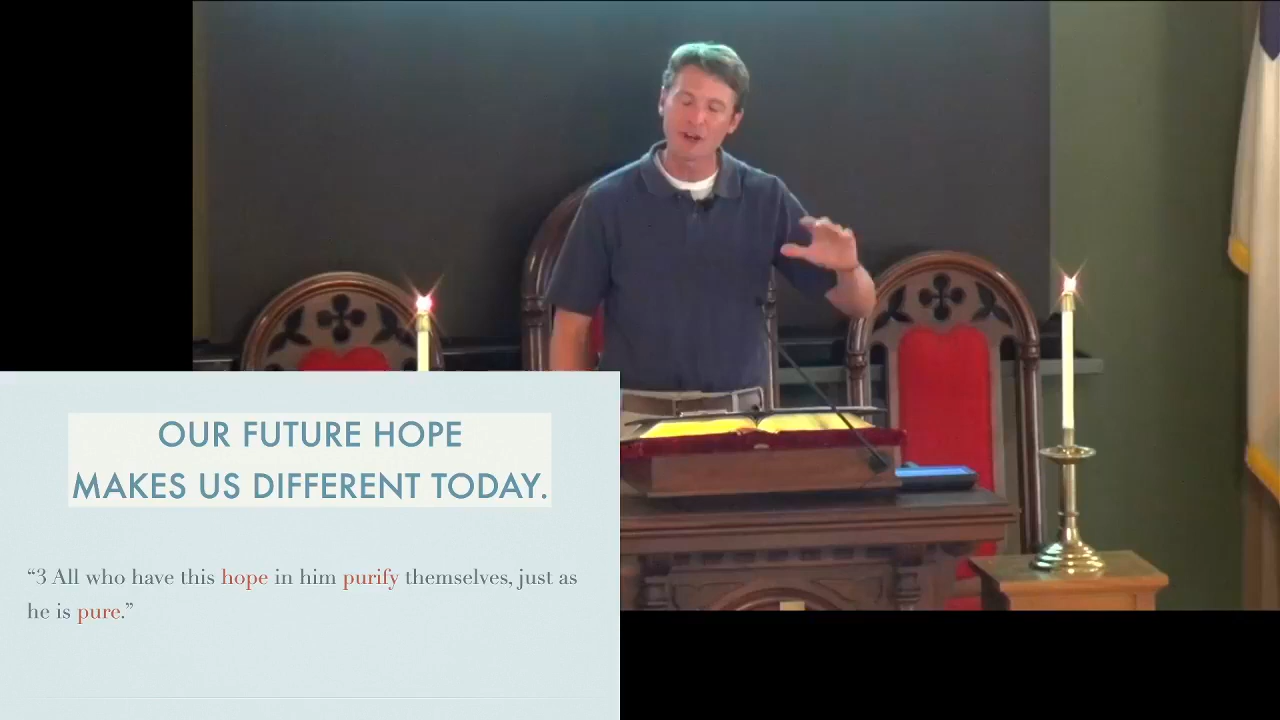 OUR FUTURE HOPE
MAKES US DIFFERENT TODAY.
“3 All who have this hope in him purify themselves, just as
he is pure.”